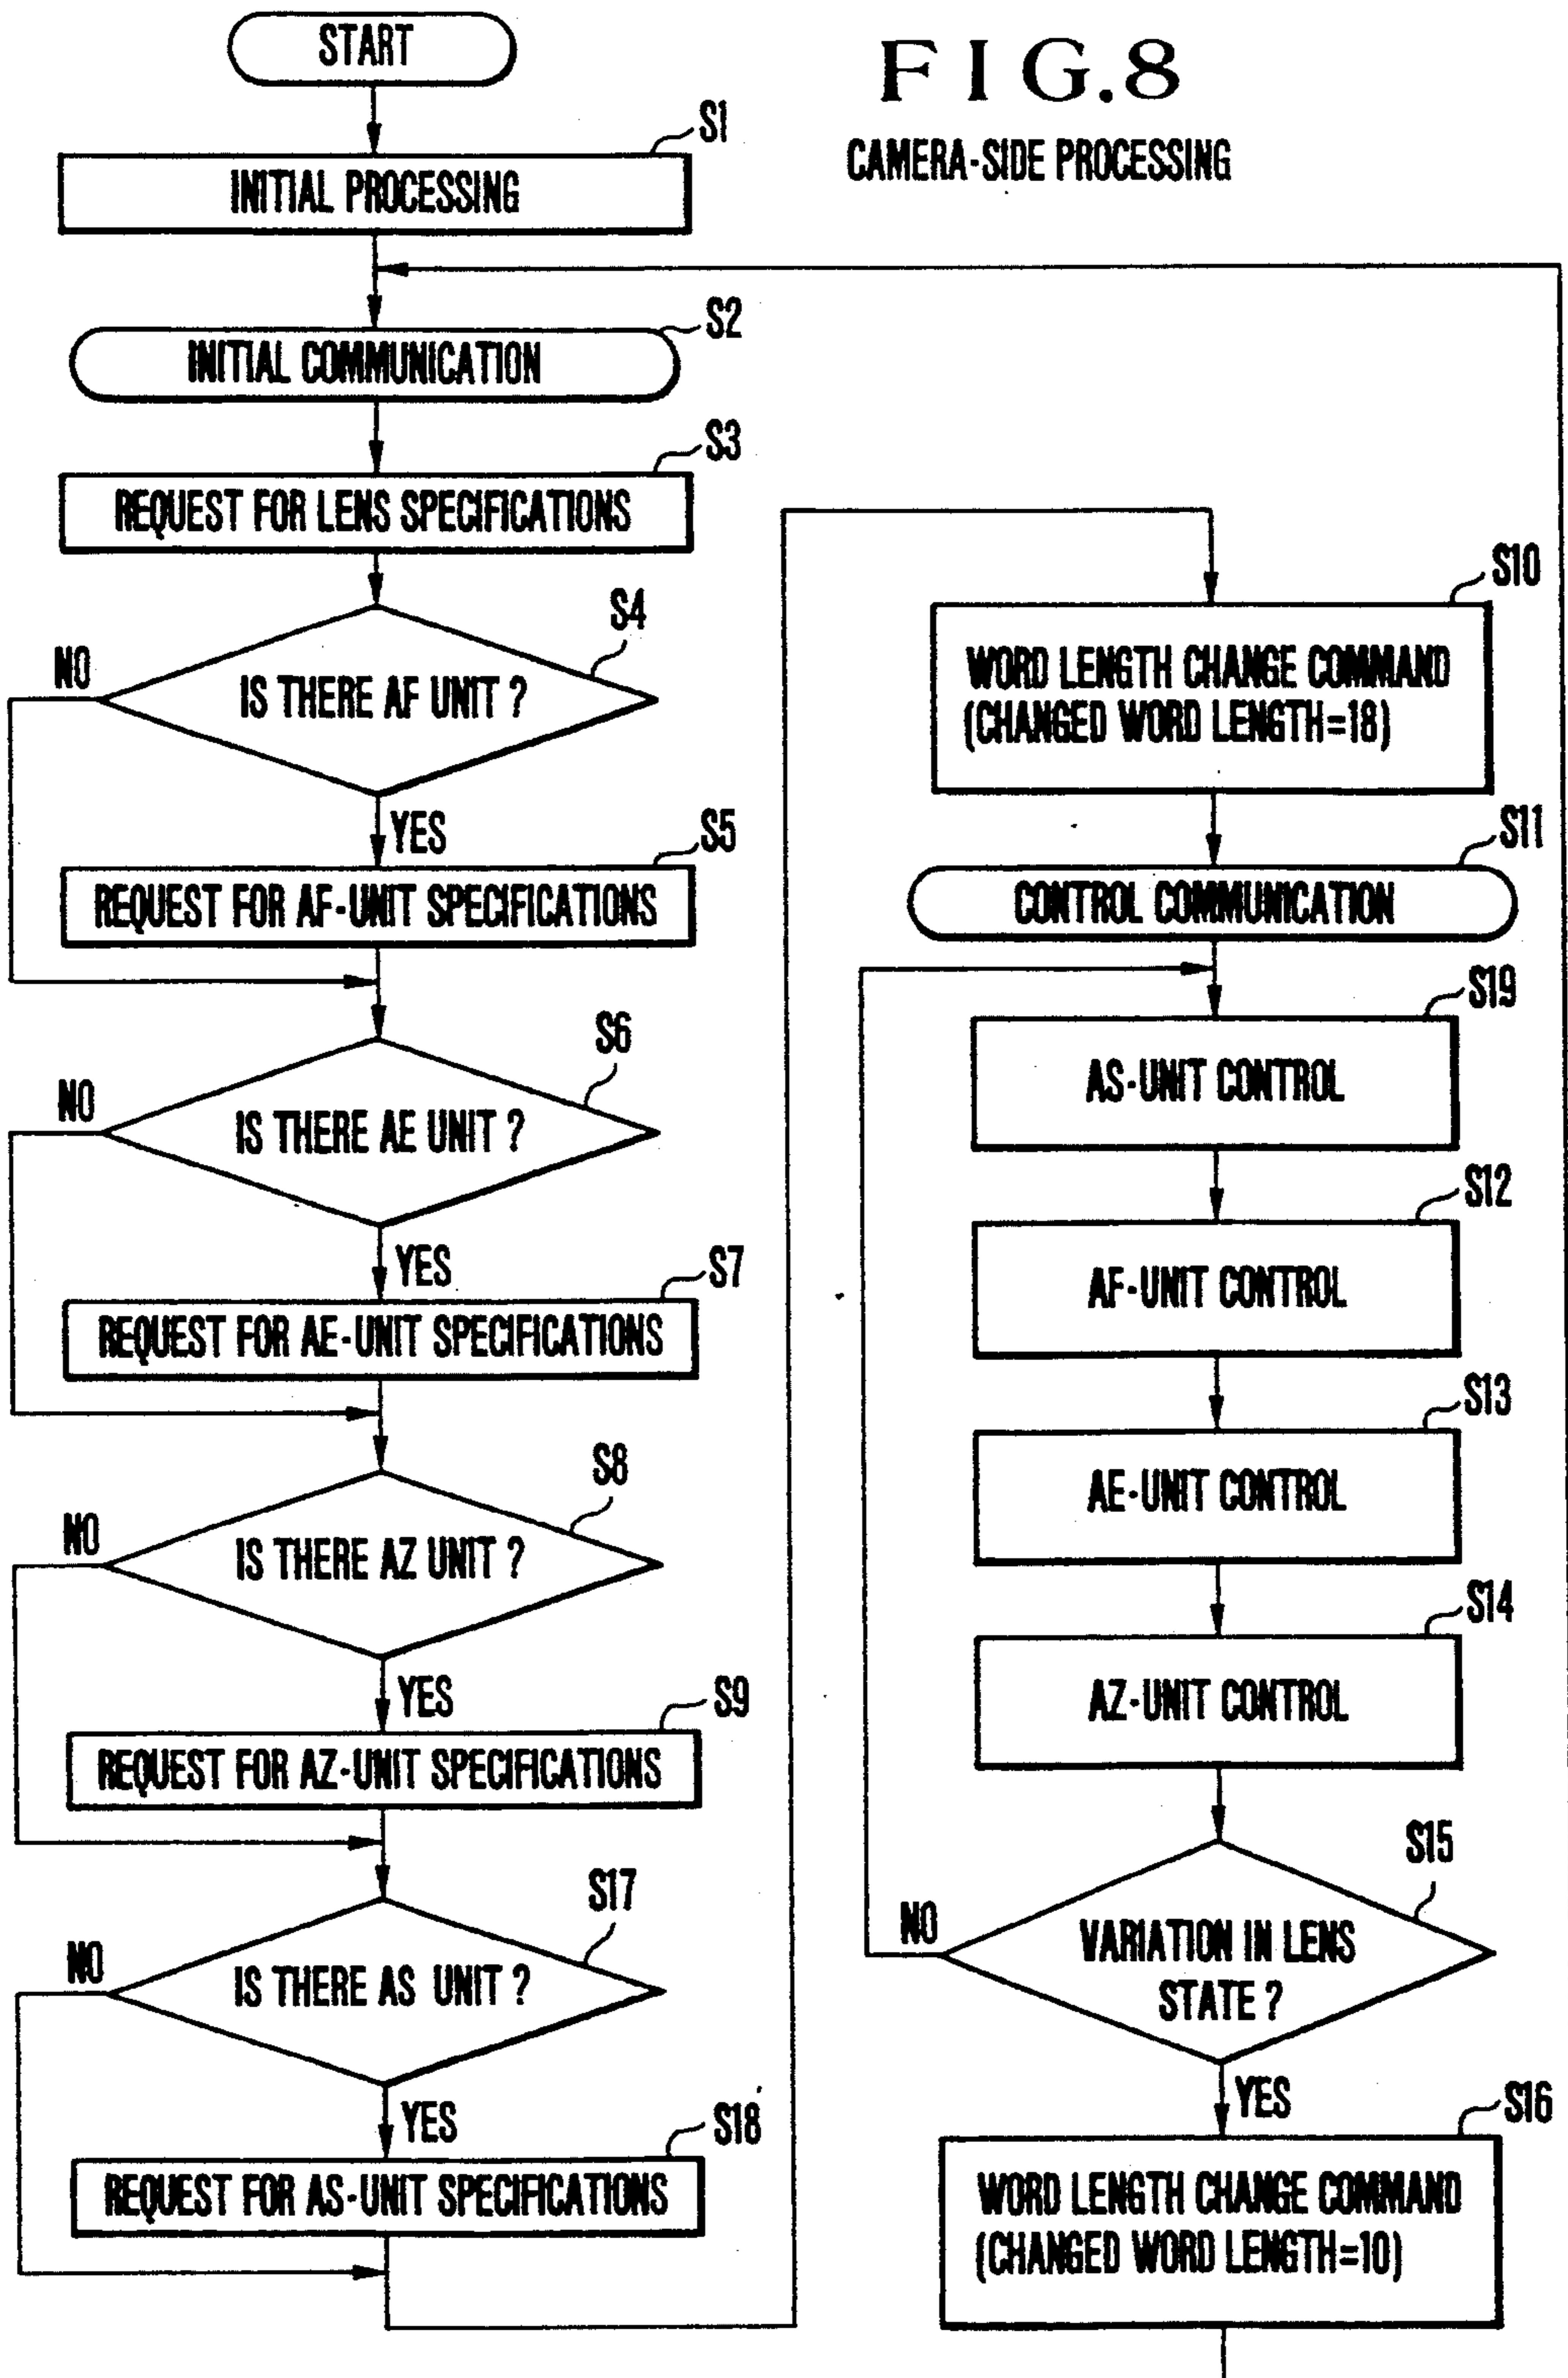 START
FIG.8
CAMERA-SIDE PROCESSING
S1
INITIAL PROCESSING
S2
INITIAL COMMUNICATION
S3
REQUEST FOR LENS SPECIFICATIONS
S4
NO
IS THERE AF UNIT ?
YES
S5
REQUEST FOR AF-UNIT SPECIFICATIONS
S6
NO
IS THERE AE UNIT ?
YES
S7
REQUEST FOR AE-UNIT SPECIFICATIONS
S8
NO
IS THERE AZ UNIT ?
YES
S9
REQUEST FOR AZ-UNIT SPECIFICATIONS
S17
NO
IS THERE AS UNIT ?
YES
S18
REQUEST FOR AS-UNIT SPECIFICATIONS
S10
WORD LENGTH CHANGE COMMAND
(CHANGED WORD LENGTH=18)
S11
CONTROL COMMUNICATION
S19
AS-UNIT CONTROL
S12
AF-UNIT CONTROL
S13
AE-UNIT CONTROL
S14
AZ-UNIT CONTROL
S15
NO
VARIATION IN LENS
STATE ?
YES
S16
WORD LENGTH CHANGE COMMAND
(CHANGED WORD LENGTH=10)